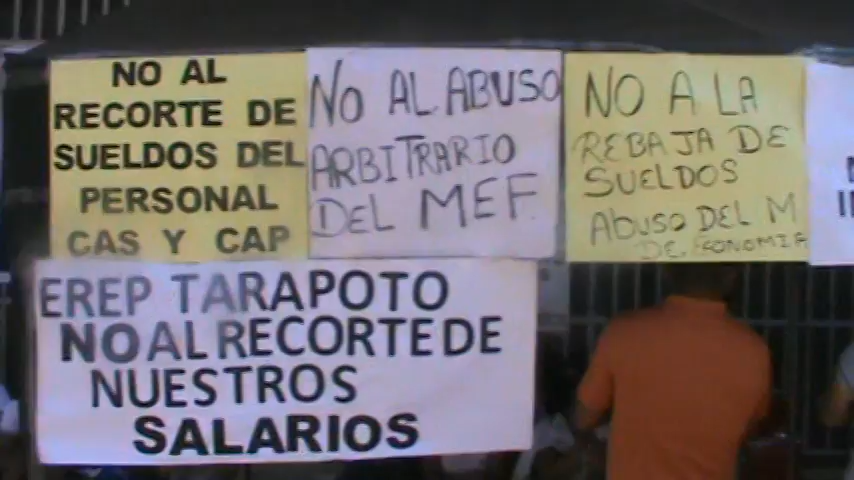 NO AL
RECORTE DE
SUELDOS DEL
PERSONAL
CAS Y CAP
NO AL ABUSO
ARBITRARIO
DEL MEF
NO A LA
REBAJA DE
SUELDOS
ABUSO DEL M
DE ECONOMIA
EREP TARAPOTO
NO AL RECORTE DE
NUESTROS
SALARIOS